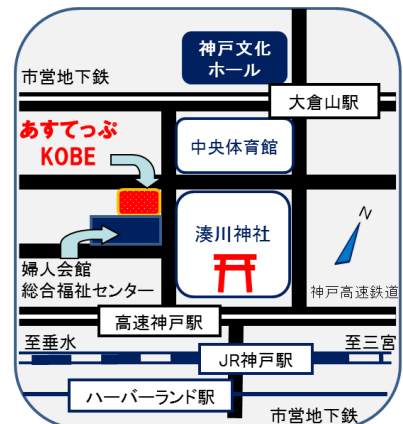 神戸文化
ホール
市営地下鉄
大倉山駅
あすてっぷ
KOBE
中央体育館
N
湊川神社
婦人会館
総合福祉センター
神戸高速鉄道
高速神戸駅
至垂水
至三宮
JR神戸駅
ハーバーランド駅
市営地下鉄